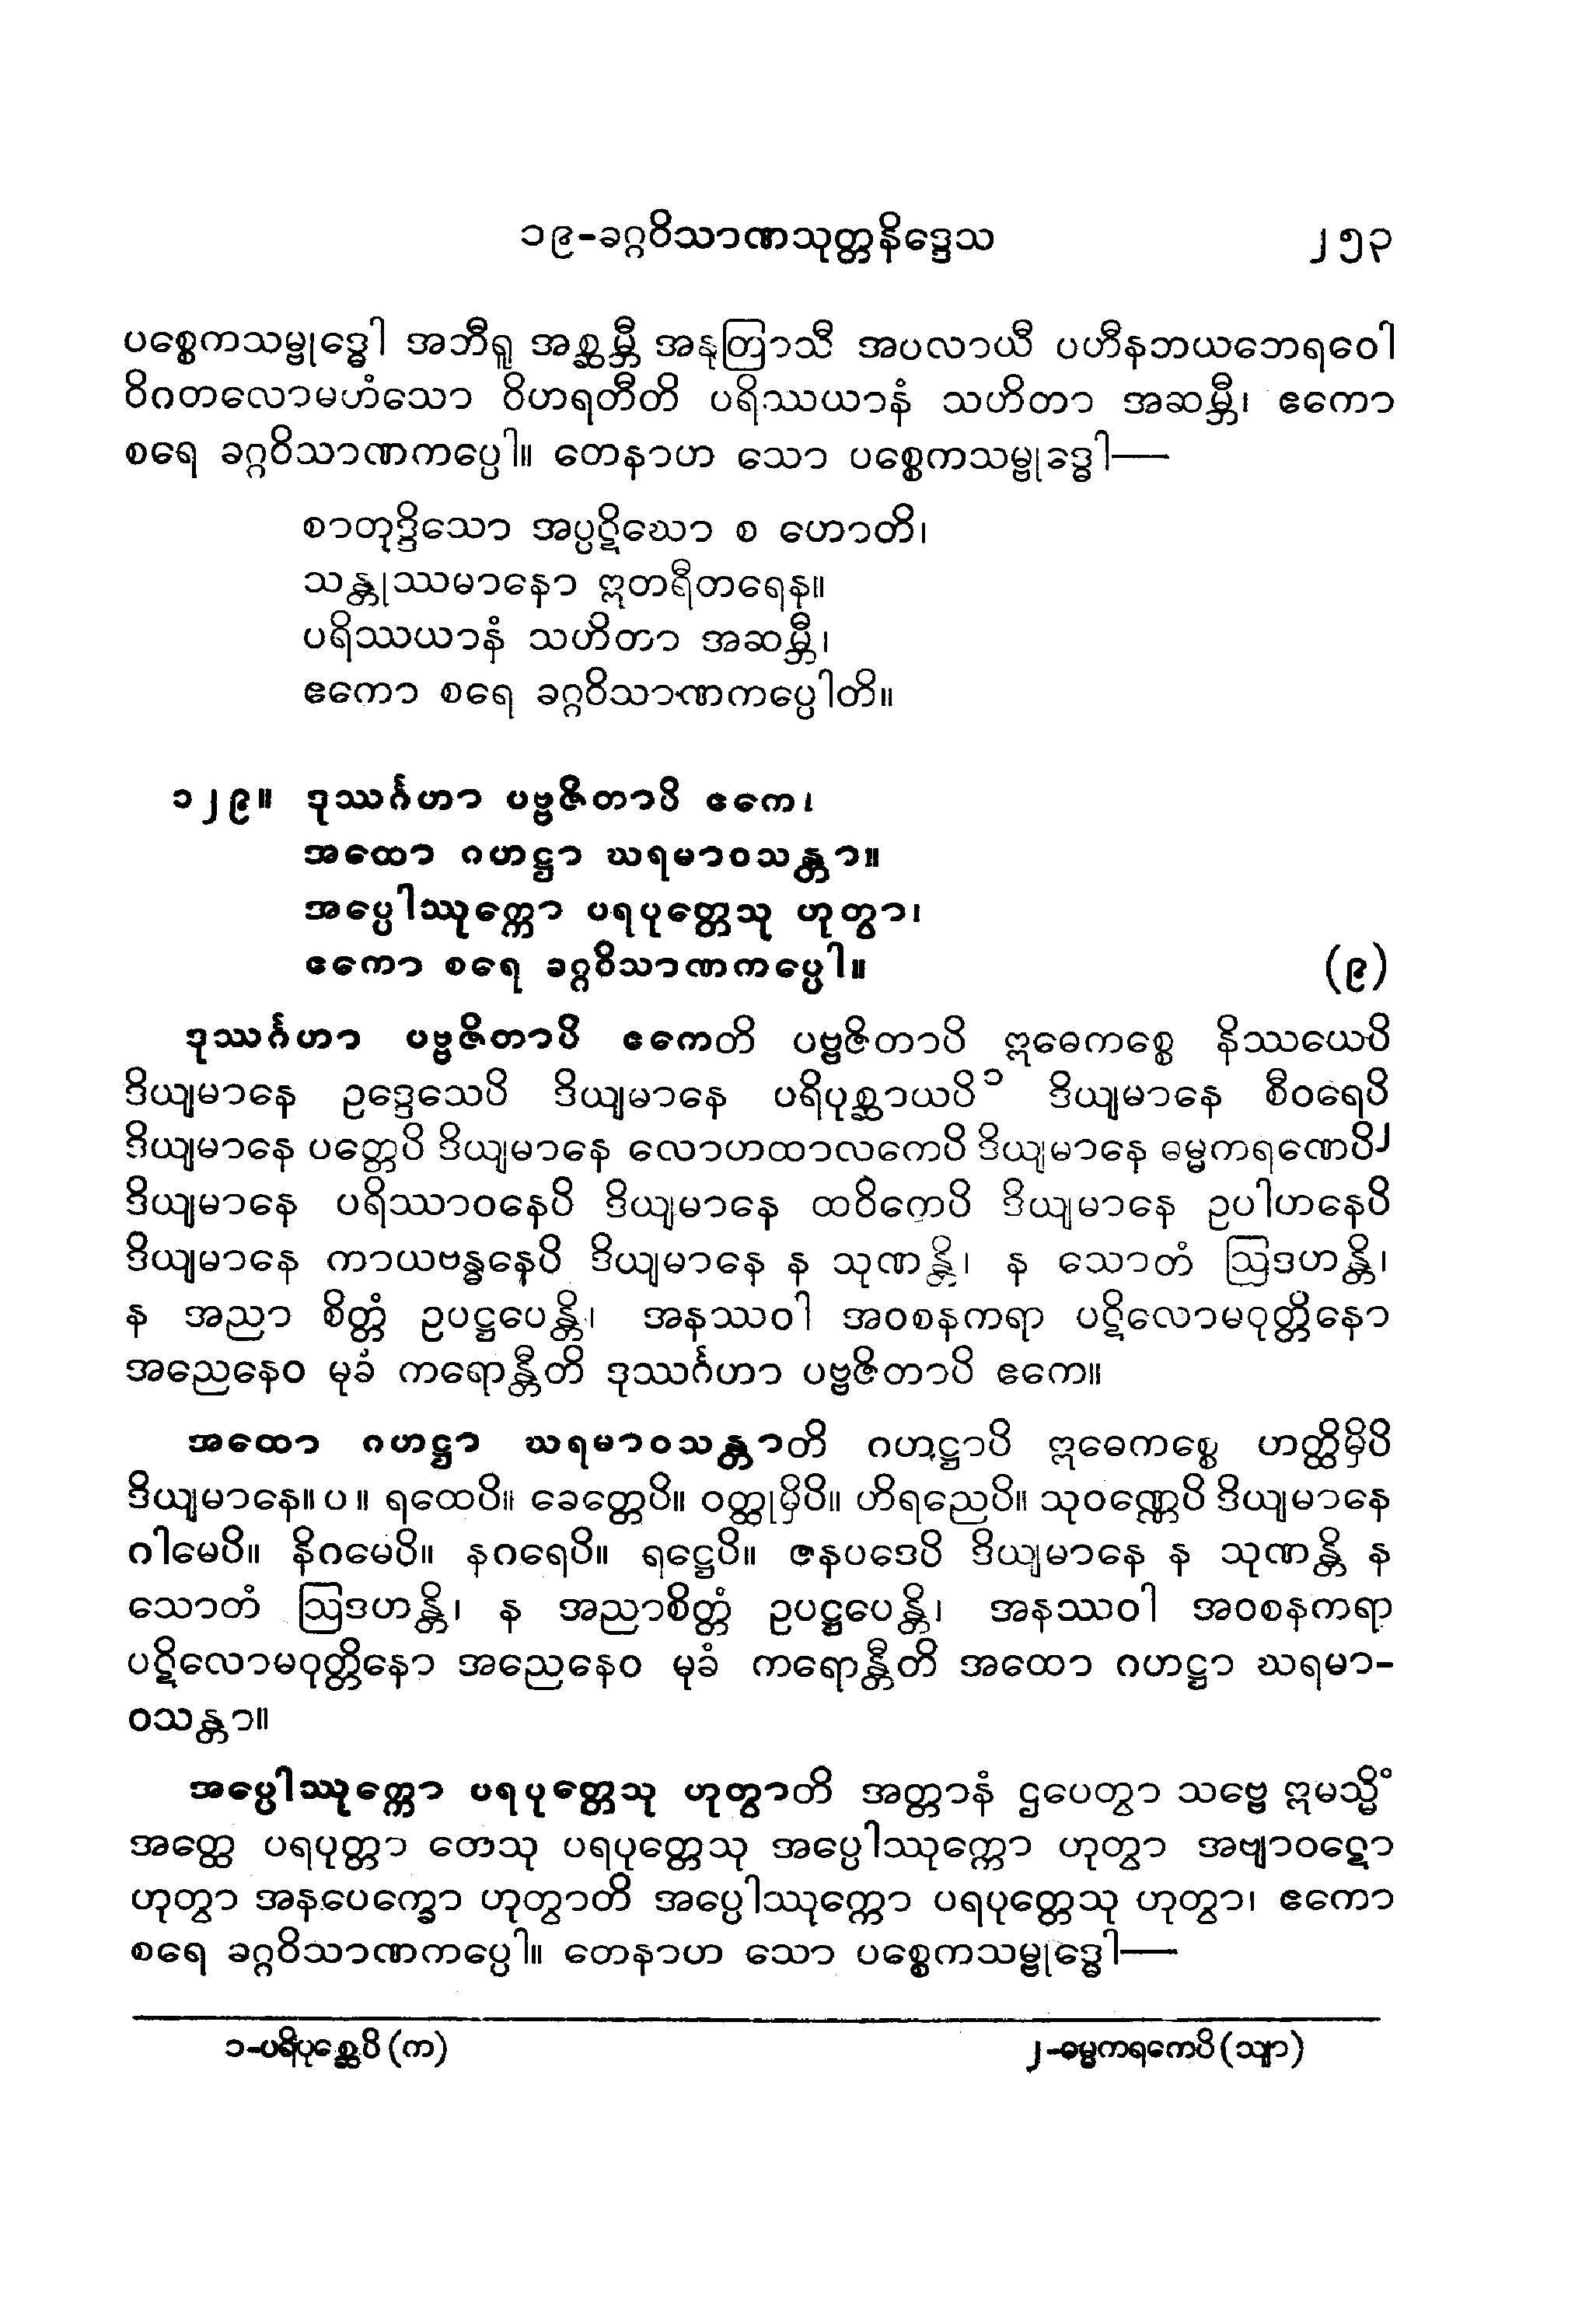 ၁၉-ခဂ္ဂဝိသာဏသုတ္တနိဒ္ဒေသ ၂၅၃
ပစ္စေကသမ္ဗုဒ္ဓေါ အဘီရူ အစ္ဆမ္ဘီ အနုတြာသီ အပလာယီ ပဟီနဘယဘေရဝေါ
ဝိဂတလောမဟံသော ဝိဟရတီတိ ပရိဿယာနံ သဟိတာ အဆမ္ဘီ၊ ဧကော
စရေ ခဂ္ဂဝိသာဏကပ္ပေါ။ တေနာဟ သော ပစ္စေကသမ္ဗုဒ္ဓေါ—
စာတုဒ္ဒိသော အပ္ပဋိဃော စ ဟောတိ၊
သန္တုဿမာနော ဣတရီတရေန။
ပရိဿယာနံ သဟိတာ အဆမ္ဘီ၊
ဧကော စရေ ခဂ္ဂဝိသာဏကပ္ပေါတိ။
၁၂၉။ ဒုဿင်္ဂဟာ ပဗ္ဗဇိတာပိ ဧကေ၊
အထော ဂဟဋ္ဌာ ဃရမာဝသန္တာ။
အပ္ပေါဿုက္ကော ပရပုတ္တေသု ဟုတွာ၊
ဧကော စရေ ခဂ္ဂဝိသာဏကပ္ပေါ။ (၉)
ဒုဿင်္ဂဟာ ပဗ္ဗဇိတာပိ ဧကေတိ ပဗ္ဗဇိတာပိ ဣဓေကစ္စေ နိဿယေပိ
ဒိယျမာနေ ဥဒ္ဒေသေပိ ဒိယျမာနေ ပရိပုစ္ဆာယပိ၁ ဒိယျမာနေ စီဝရေပိ
ဒိယျမာနေ ပတ္တေပိ ဒိယျမာနေ လောဟထာလကေပိ ဒိယျမာနေ ဓမ္မကရဏေပိ၂
ဒိယျမာနေ ပရိဿာဝနေပိ ဒိယျမာနေ ထဝိကေပိ ဒိယျမာနေ ဥပါဟနေပိ
ဒိယျမာနေ ကာယဗန္ဓနေပိ ဒိယျမာနေ န သုဏန္တိ၊ န သောတံ ဩဒဟန္တိ၊
န အညာ စိတ္တံ ဥပဋ္ဌပေန္တိ၊ အနဿဝါ အဝစနကရာ ပဋိလောမဝုတ္တိနော
အညေနေဝ မုခံ ကရောန္တီတိ ဒုဿင်္ဂဟာ ပဗ္ဗဇိတာပိ ဧကေ။
အထော ဂဟဋ္ဌာ ဃရမာဝသန္တာတိ ဂဟဋ္ဌာပိ ဣဓေကစ္စေ ဟတ္ထိမှိပိ
ဒိယျမာနေ။ ပ ။ ရထေပိ။ ခေတ္တေပိ။ ဝတ္ထုမှိပိ။ ဟိရညေပိ။ သုဝဏ္ဏေပိ ဒိယျမာနေ
ဂါမေပိ။ နိဂမေပိ။ နဂရေပိ။ ရဋ္ဌေပိ။ ဇနပဒေပိ ဒိယျမာနေ န သုဏန္တိ န
သောတံ ဩဒဟန္တိ၊ န အညာစိတ္တံ ဥပဋ္ဌပေန္တိ၊ အနဿဝါ အဝစနကရာ
ပဋိလောမဝုတ္တိနော အညေနေဝ မုခံ ကရောန္တီတိ အထော ဂဟဋ္ဌာ ဃရမာ-
ဝသန္တာ။
အပ္ပေါဿုက္ကော ပရပုတ္တေသု ဟုတွာတိ အတ္တာနံ ဌပေတွာ သဗ္ဗေ ဣမသ္မိံ
အတ္ထေ ပရပုတ္တာ တေသု ပရပုတ္တေသု အပ္ပေါဿုက္ကော ဟုတွာ အဗျာဝဋော
ဟုတွာ အနပေက္ခော ဟုတွာတိ အပ္ပေါဿုက္ကော ပရပုတ္တေသု ဟုတွာ၊ ဧကော
စရေ ခဂ္ဂဝိသာဏကပ္ပေါ။ တေနာဟ သော ပစ္စေကသမ္ဗုဒ္ဓေါ—
၁-ပရိပုစ္ဆေပိ (က) ၂-ဓမ္မကရကေပိ (သျာ)